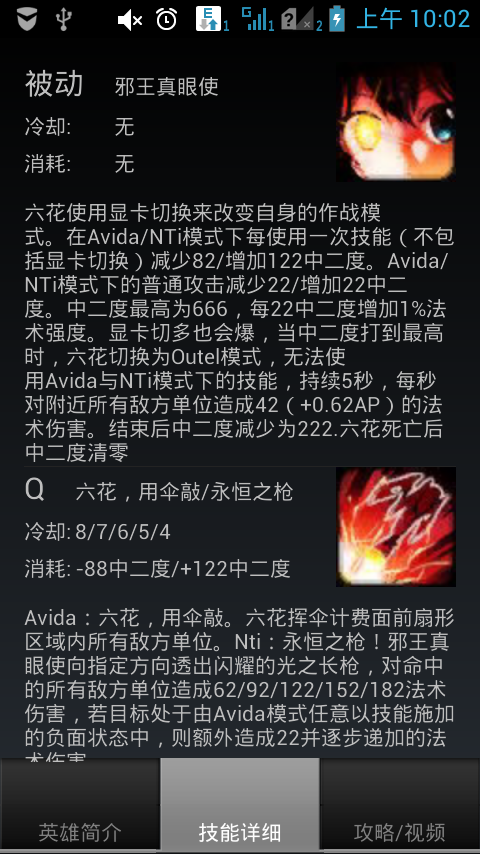 上午 10:02
被动 邪王真眼使
冷却: 无
消耗: 无
六花使用显卡切换来改变自身的作战模
式。在Avida/NTi模式下每使用一次技能（不包
括显卡切换）减少82/增加122中二度。Avida/
NTi模式下的普通攻击减少22/增加22中二
度。中二度最高为666，每22中二度增加1%法
术强度。显卡切多也会爆，当中二度打到最高
时，六花切换为Outel模式，无法使
用Avida与NTi模式下的技能，持续5秒，每秒
对附近所有敌方单位造成42（+0.62AP）的法
术伤害。结束后中二度减少为222.六花死亡后
中二度清零
Q 六花，用伞敲/永恒之枪
冷却: 8/7/6/5/4
消耗: -88中二度/+122中二度
Avida：六花，用伞敲。六花挥伞计费面前扇形
区域内所有敌方单位。Nti：永恒之枪！邪王真
眼使向指定方向透出闪耀的光之长枪，对命中
的所有敌方单位造成62/92/122/152/182法术
伤害，若目标处于由Avida模式任意以技能施加
的负面状态中，则额外造成22并逐步递加的法
术伤害
英雄简介 技能详细 攻略/视频